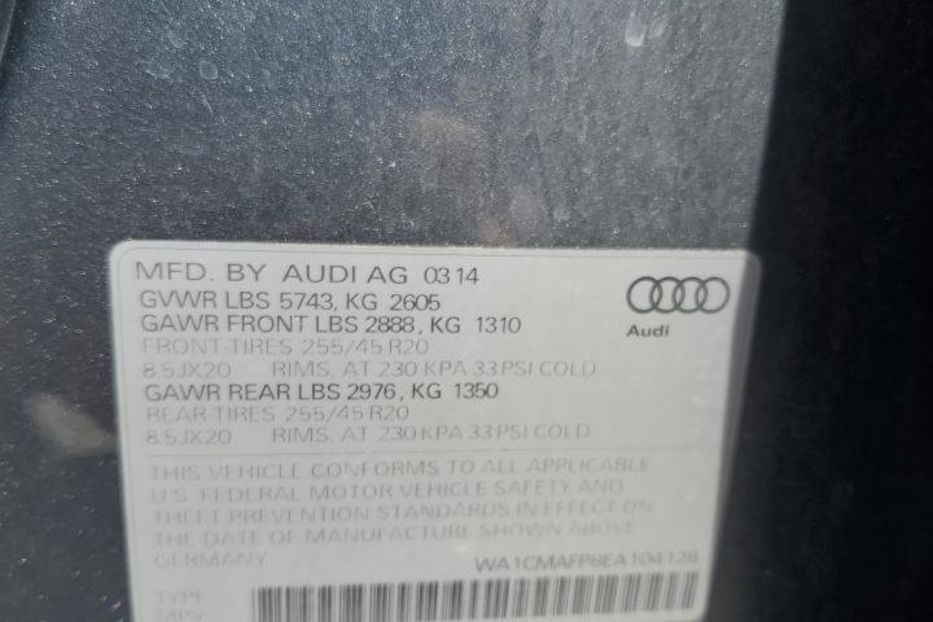 MFD. BY AUDI AG 03 14
GVWR LBS 5743, KG 2605
GAWR FRONT LBS 2888, KG 1310
FRONT TIRES 255/45 R20
8.5JX20 RIMS, AT 230 KPA 33 PSI COLD
GAWR REAR LBS 2976, KG 1350
REAR TIRES 255/45 R20
8.5JX20 RIMS, AT 230 KPA 33 PSI COLD
Audi
THIS VEHICLE CONFORMS TO ALL APPLICABLE
U.S. FEDERAL MOTOR VEHICLE SAFETY AND
THEFT PREVENTION STANDARDS IN EFFECT ON
THE DATE OF MANUFACTURE SHOWN ABOVE
GERMANY WA1CMAFP8EA104128
TYPE
MPV